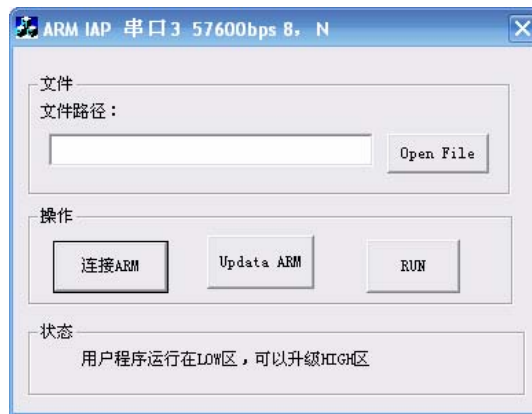 ARM IAP 串口3 57600bps 8, N
文件
文件路径：
Open File
操作
连接ARM
Updata ARM
RUN
状态
用户程序运行在LOW区，可以升级HIGH区